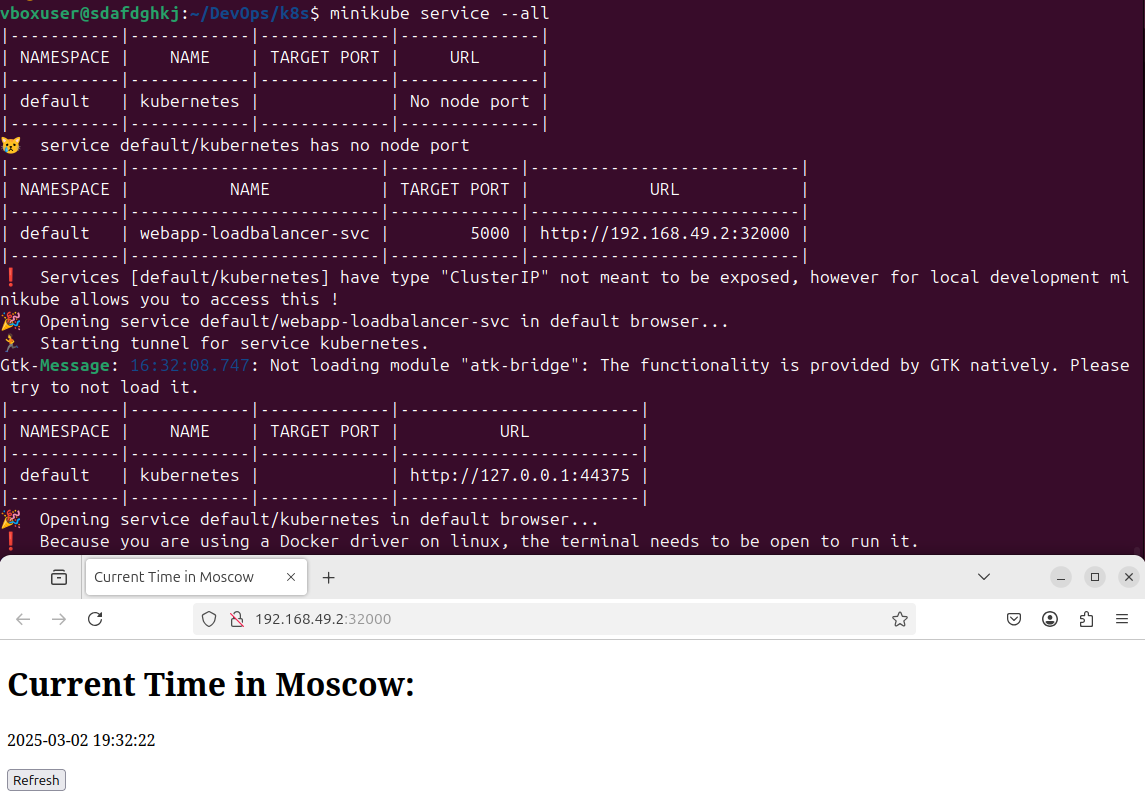 vboxuser@sdafdghkj:~/DevOps/k8s$ minikube service --all
|-----------|------------|-------------|--------------|
| NAMESPACE |    NAME    | TARGET PORT |     URL      |
|-----------|------------|-------------|--------------|
| default   | kubernetes |             | No node port |
|-----------|------------|-------------|--------------|
😿  service default/kubernetes has no node port
|-----------|-------------------------|-------------|---------------------------|
| NAMESPACE |          NAME           | TARGET PORT |            URL            |
|-----------|-------------------------|-------------|---------------------------|
| default   | webapp-loadbalancer-svc |        5000 | http://192.168.49.2:32000 |
|-----------|-------------------------|-------------|---------------------------|
❗  Services [default/kubernetes] have type "ClusterIP" not meant to be exposed, however for local development mi
nikube allows you to access this !
🎉  Opening service default/webapp-loadbalancer-svc in default browser...
🏃  Starting tunnel for service kubernetes.
Gtk-Message: 16:32:08.747: Not loading module "atk-bridge": The functionality is provided by GTK natively. Please
 try to not load it.
|-----------|------------|-------------|------------------------|
| NAMESPACE |    NAME    | TARGET PORT |          URL           |
|-----------|------------|-------------|------------------------|
| default   | kubernetes |             | http://127.0.0.1:44375 |
|-----------|------------|-------------|------------------------|
🎉  Opening service default/kubernetes in default browser...
❗  Because you are using a Docker driver on linux, the terminal needs to be open to run it.
Current Time in Moscow
192.168.49.2:32000
Current Time in Moscow:
2025-03-02 19:32:22
Refresh